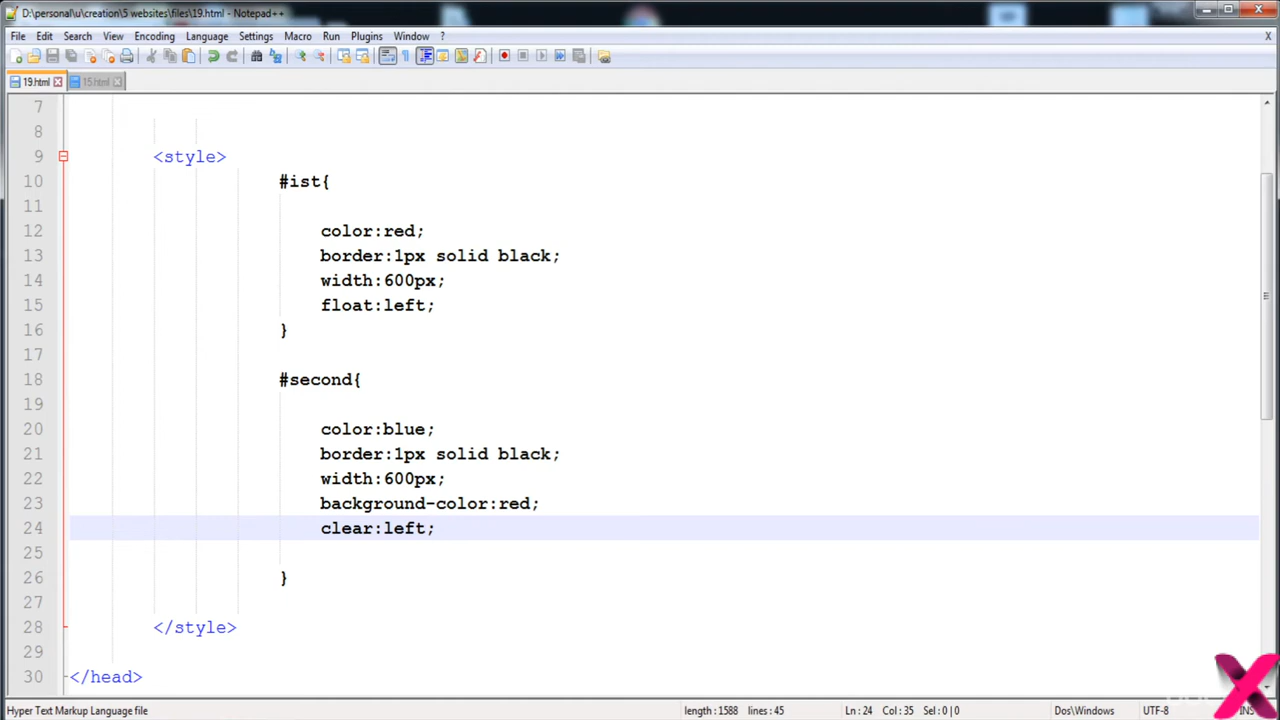 D:\personal\u\creation\5 websites\files\19.html - Notepad++
File Edit Search View Encoding Language Settings Macro Run Plugins Window ? X
19.html 15.html
7
8
9 <style>
10 #ist{
11
12 color:red;
13 border:1px solid black;
14 width:600px;
15 float:left;
16 }
17
18 #second{
19
20 color:blue;
21 border:1px solid black;
22 width:600px;
23 background-color:red;
24 clear:left;
25
26 }
27
28 </style>
29
30 </head>
Hyper Text Markup Language file length : 1588 lines : 45 Ln : 24 Col : 35 Sel : 0 | 0 Dos\Windows UTF-8 INS